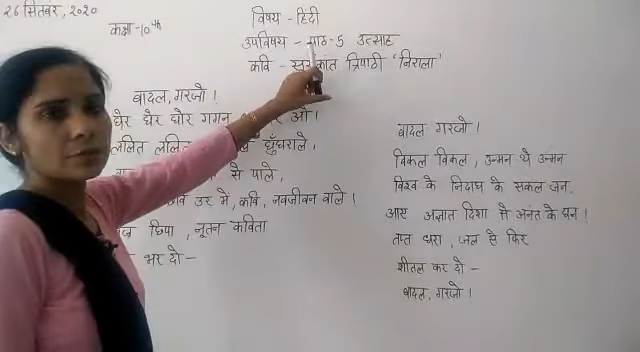 26 सितंबर, 2020
कक्षा-10th
विषय - हिंदी
उपविषय - पाठ-5 उत्साह
कवि - सूर्यकांत त्रिपाठी 'निराला'
बादल, गरजो !
घेर घेर घोर गगन ओ !
ललित ललित घुँघराले,
से पाले,
उर में, कवि, नवजीवन वाले !
छिपा, नूतन कविता
भर दो -
बादल गरजो !
विकल विकल, उन्मन थे उन्मन
विश्व के निदाघ के सकल जन,
आए अज्ञात दिशा से अनंत के घन !
तप्त धरा, जल से फिर
शीतल कर दो -
बादल, गरजो !